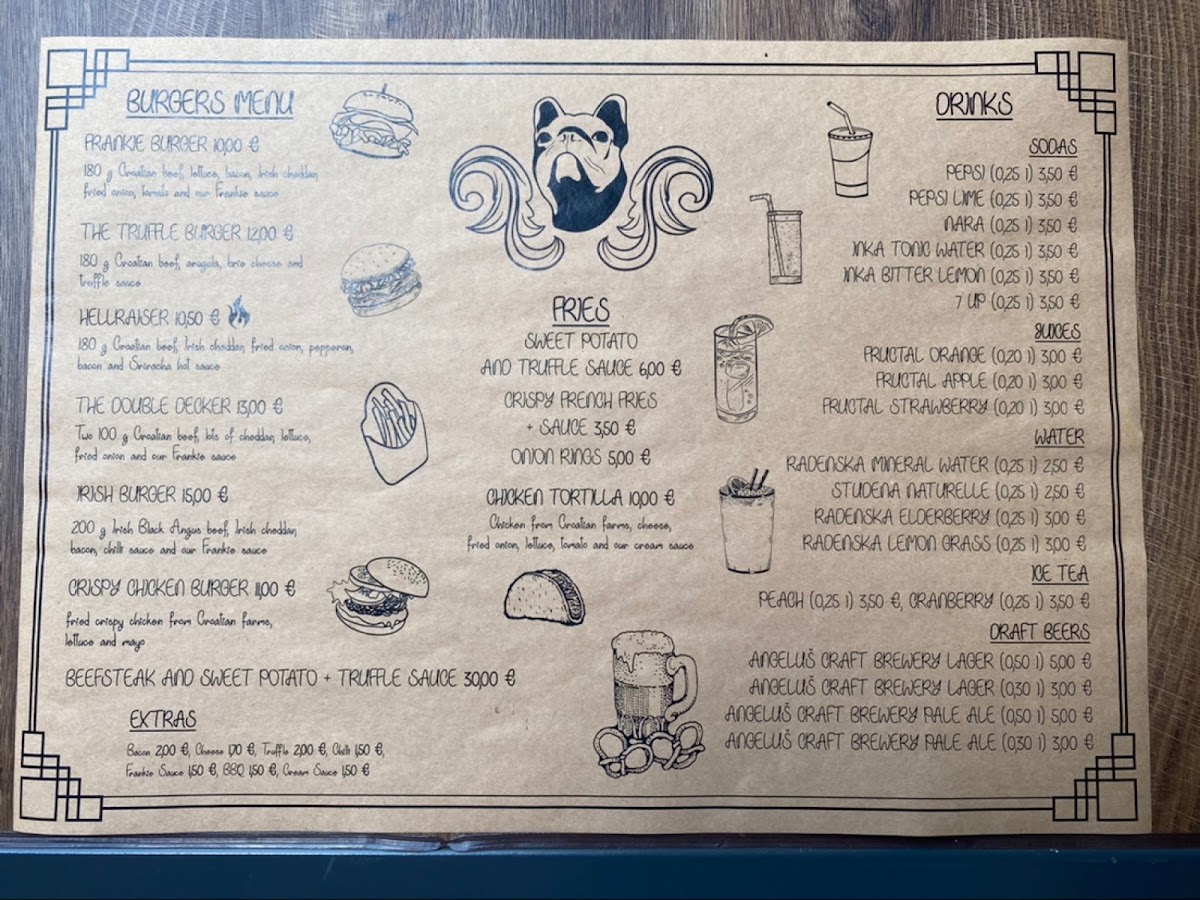 BURGERS MENU
FRANKIE BURGER 10,00 €
180 g Croatian beef, lettuce, bacon, Irish cheddar,
fried onion, tomato and our Frankie sauce
THE TRUFFLE BURGER 12,00 €
180 g Croatian beef, arugula, brie cheese and
truffle sauce
HELLRAISER 10,50 €
180 g Croatian beef, Irish cheddar, fried onion, pepperon,
bacon and Sriracha hot sauce
THE DOUBLE DECKER 13,00 €
Two 100 g Croatian beef, lots of cheddar, lettuce,
fried onion and our Frankie sauce
IRISH BURGER 15,00 €
200 g Irish Black Angus beef, Irish cheddar,
bacon, chilli sauce and our Frankie sauce
CRISPY CHICKEN BURGER 11,00 €
fried crispy chicken from Croatian farms,
lettuce and mayo
BEEFSTEAK AND SWEET POTATO + TRUFFLE SAUCE 30,00 €
EXTRAS
Bacon 2,00 €, Cheese 1,70 €, Truffle 2,00 €, Chilli 1,50 €,
Frankie Sauce 1,50 €, BBQ 1,50 €, Cream Sauce 1,50 €
FRIES
SWEET POTATO
AND TRUFFLE SAUCE 6,00 €
CRISPY FRENCH FRIES
+ SAUCE 3,50 €
ONION RINGS 5,00 €
CHICKEN TORTILLA 10,00 €
Chicken from Croatian farms, cheese,
fried onion, lettuce, tomato and our cream sauce
DRINKS
SODAS
PEPSI (0,25 l) 3,50 €
PEPSI LIME (0,25 l) 3,50 €
NARA (0,25 l) 3,50 €
INKA TONIC WATER (0,25 l) 3,50 €
INKA BITTER LEMON (0,25 l) 3,50 €
7 UP (0,25 l) 3,50 €
JUICES
FRUCTAL ORANGE (0,20 l) 3,00 €
FRUCTAL APPLE (0,20 l) 3,00 €
FRUCTAL STRAWBERRY (0,20 l) 3,00 €
WATER
RADENSKA MINERAL WATER (0,25 l) 2,50 €
STUDENA NATURELLE (0,25 l) 2,50 €
RADENSKA ELDERBERRY (0,25 l) 3,00 €
RADENSKA LEMON GRASS (0,25 l) 3,00 €
ICE TEA
PEACH (0,25 l) 3,50 €, CRANBERRY (0,25 l) 3,50 €
DRAFT BEERS
ANGELUŠ CRAFT BREWERY LAGER (0,50 l) 5,00 €
ANGELUŠ CRAFT BREWERY LAGER (0,30 l) 3,00 €
ANGELUŠ CRAFT BREWERY PALE ALE (0,50 l) 5,00 €
ANGELUŠ CRAFT BREWERY PALE ALE (0,30 l) 3,00 €